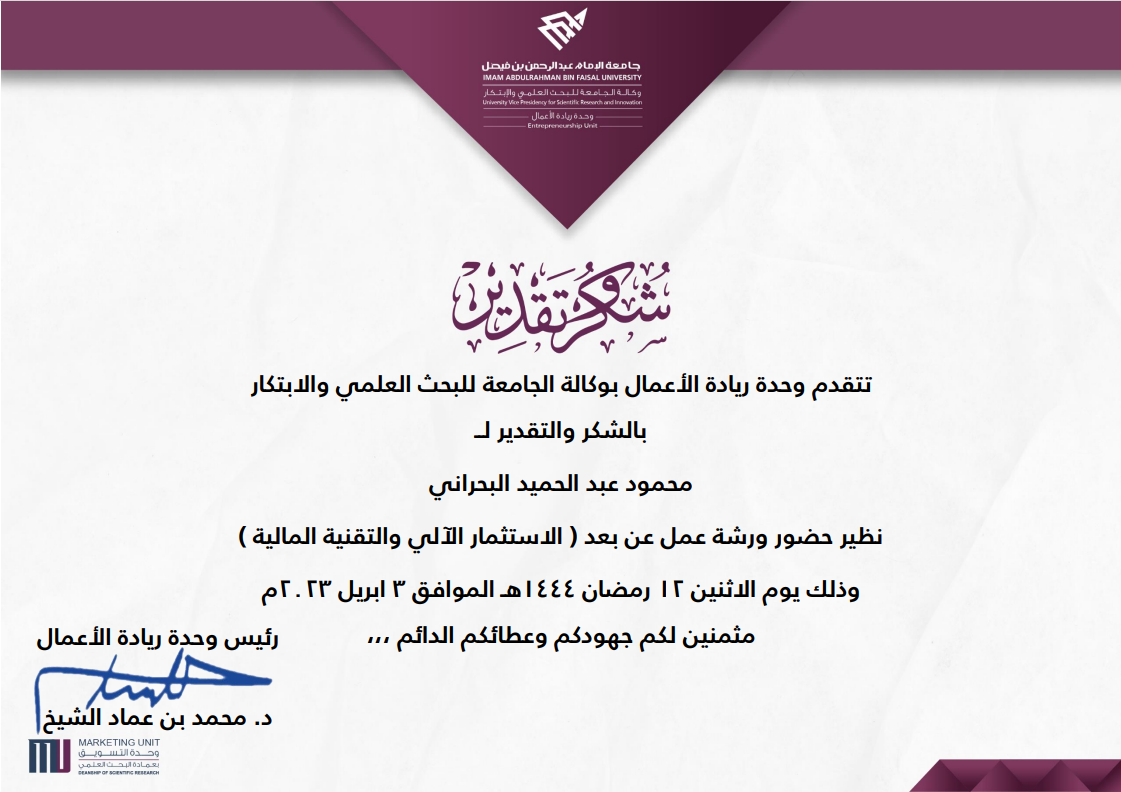 جامعة الإمام عبدالرحمن بن فيصل
IMAM ABDULRAHMAN BIN FAISAL UNIVERSITY
وكالة الجامعة للبحث العلمي والإبتكار
University Vice Presidency for Scientific Research and Innovation
وحدة ريادة الأعمال
Entrepreneurship Unit
شكر وتقدير
تتقدم وحدة ريادة الأعمال بوكالة الجامعة للبحث العلمي والابتكار
بالشكر والتقدير لـ
محمود عبد الحميد البحراني
نظير حضور ورشة عمل عن بعد ( الاستثمار الآلي والتقنية المالية )
وذلك يوم الاثنين ١٢ رمضان ١٤٤٤هـ الموافق ٣ ابريل ٢٠٢٣م
مثمنين لكم جهودكم وعطائكم الدائم ،،،
رئيس وحدة ريادة الأعمال
د. محمد بن عماد الشيخ
MARKETING UNIT
وحدة التسويق
بعمادة البحث العلمي
DEANSHIP OF SCIENTIFIC RESEARCH